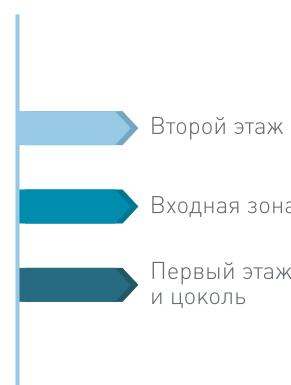 Второй этаж
Входная зона
Первый этаж
и цоколь